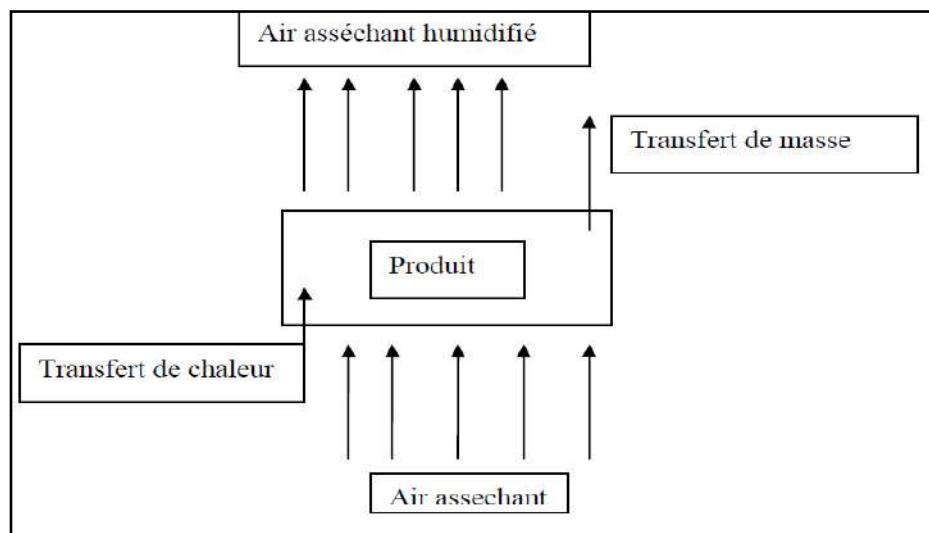 Air asséchant humidifié
Transfert de masse
Produit
Transfert de chaleur
Air assechant